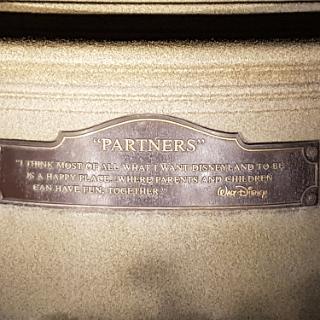 "PARTNERS"
"I THINK MOST OF ALL WHAT I WANT DISNEYLAND TO BE
IS A HAPPY PLACE... WHERE PARENTS AND CHILDREN
CAN HAVE FUN, TOGETHER."
Walt Disney